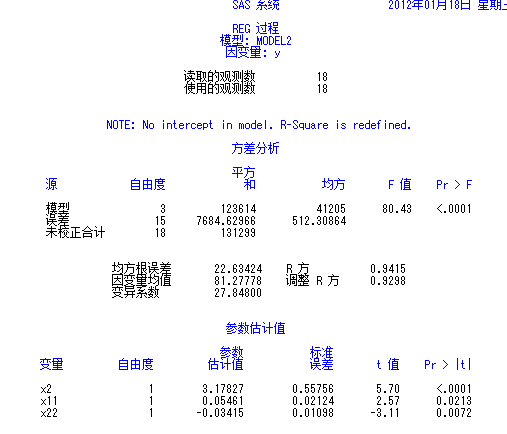 SAS 系统 2012年01月18日 星期
REG 过程
模型: MODEL2
因变量: y
读取的观测数 18
使用的观测数 18
NOTE: No intercept in model. R-Square is redefined.
方差分析
平方
源 自由度 和 均方 F 值 Pr > F
模型 3 123614 41205 80.43 <.0001
误差 15 7684.62966 512.30864
未校正合计 18 131299
均方根误差 22.63424 R 方 0.9415
因变量均值 81.27778 调整 R 方 0.9298
变异系数 27.84800
参数估计值
参数 标准
变量 自由度 估计值 误差 t 值 Pr > |t|
x2 1 3.17827 0.55756 5.70 <.0001
x11 1 0.05461 0.02124 2.57 0.0213
x22 1 -0.03415 0.01098 -3.11 0.0072